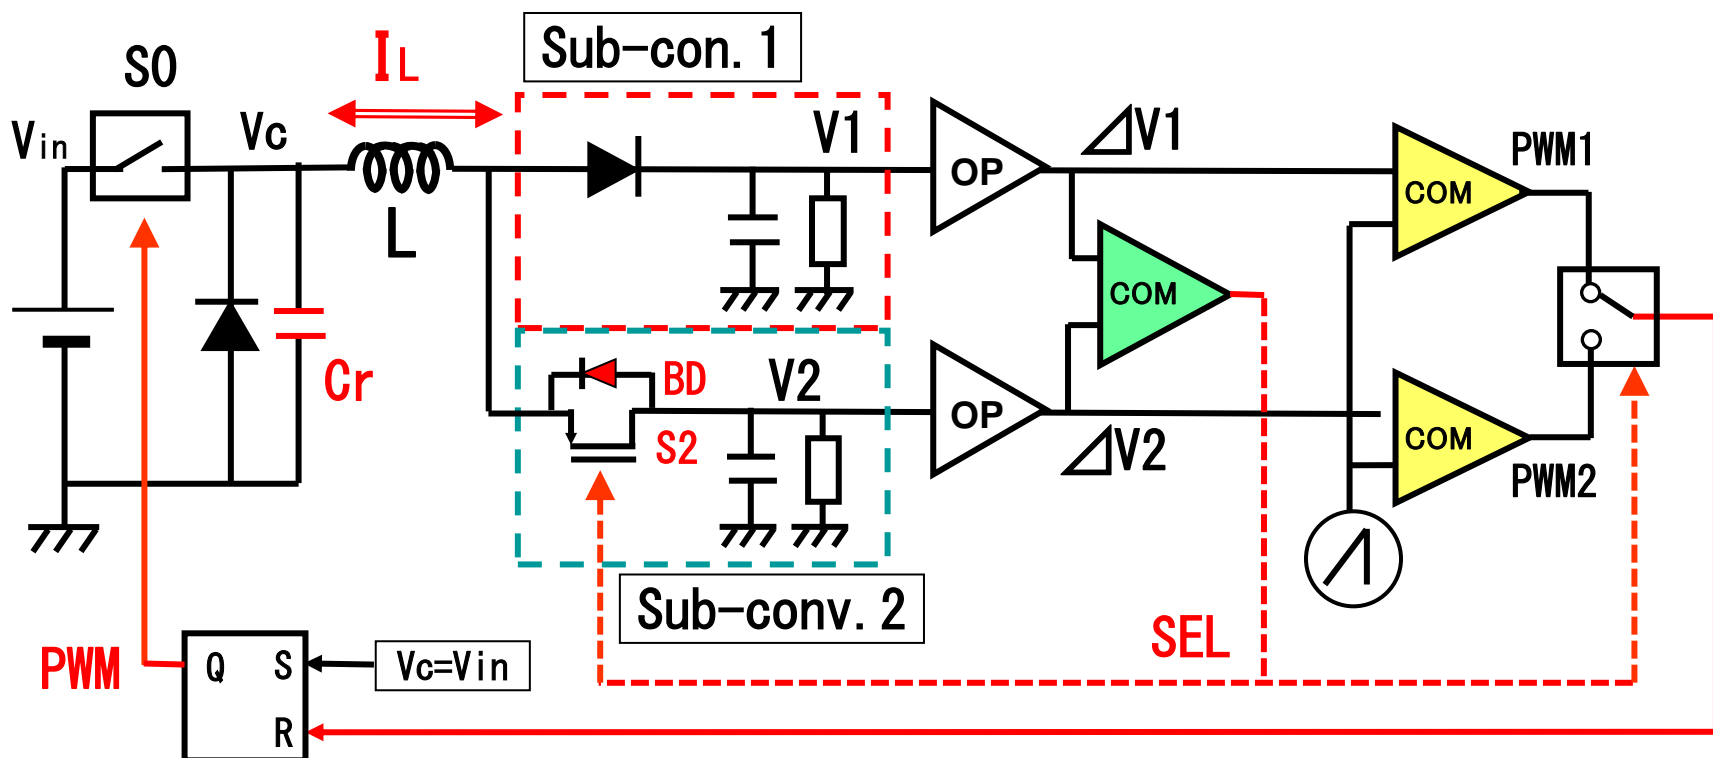 Sub-con. 1
S0
IL
Vin
Vc
V1
⊿V1
PWM1
OP
COM
L
COM
Cr
BD
V2
S2
OP
⊿V2
COM
PWM2
Sub-conv. 2
SEL
PWM
Q
S
Vc=Vin
R